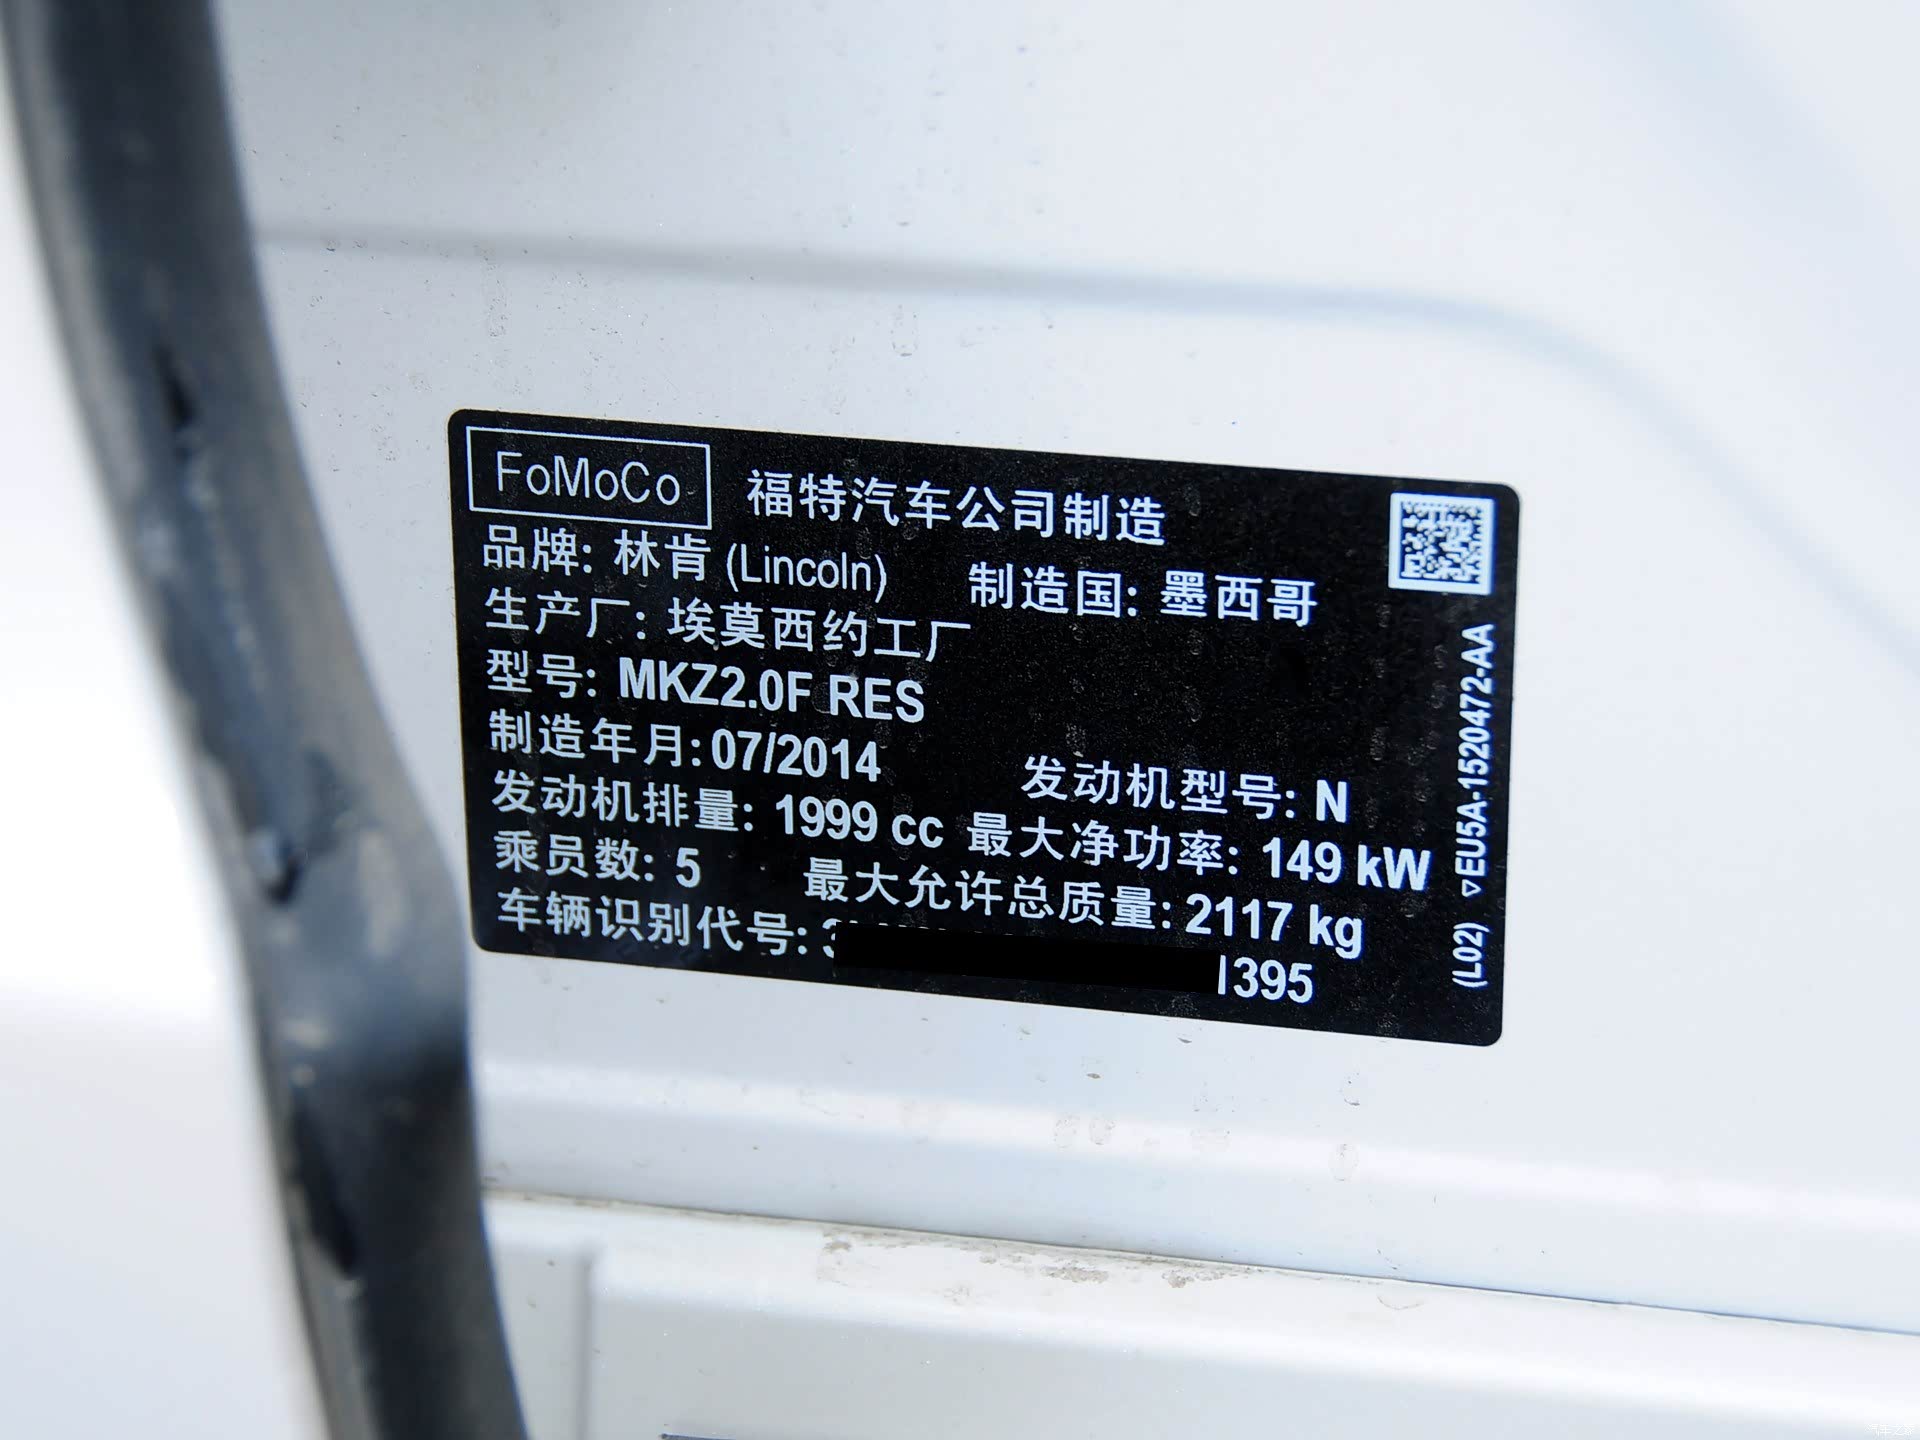 FoMoCo 福特汽车公司制造
品牌: 林肯 (Lincoln) 制造国: 墨西哥
生产厂: 埃莫西约工厂
型号: MKZ2.0F RES
制造年月: 07/2014 发动机型号: N
发动机排量: 1999 cc 最大净功率: 149 kW
乘员数: 5 最大允许总质量: 2117 kg
车辆识别代号: 395
(L02) ▽EU5A-1520472-AA